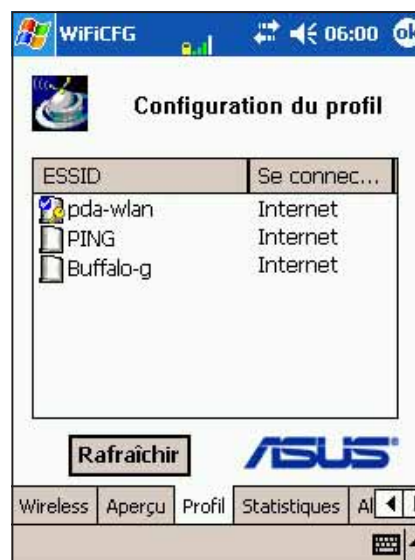 WiFiCFG 06:00 ok
Configuration du profil
ESSID Se connec...
pda-wlan Internet
PING Internet
Buffalo-g Internet
Rafraîchir ASUS
Wireless Aperçu Profil Statistiques Al